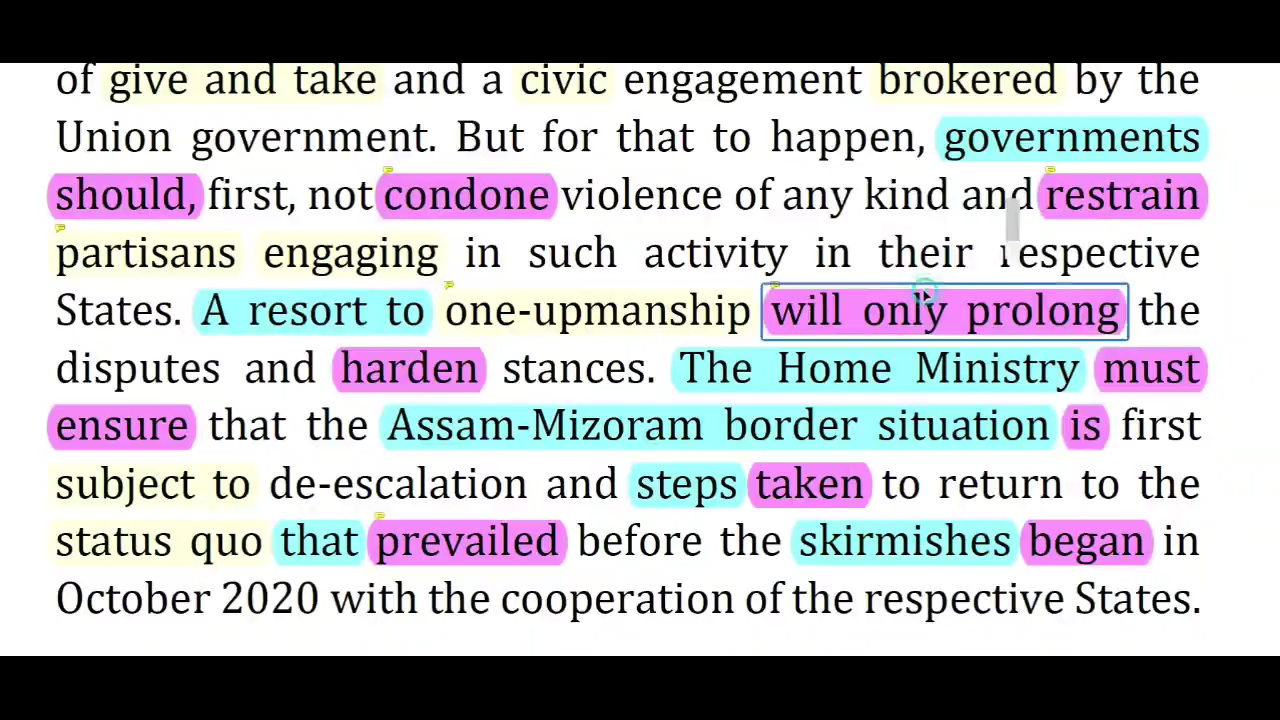 of give and take and a civic engagement brokered by the
Union government. But for that to happen, governments
should, first, not condone violence of any kind and restrain
partisans engaging in such activity in their respective
States. A resort to one-upmanship will only prolong the
disputes and harden stances. The Home Ministry must
ensure that the Assam-Mizoram border situation is first
subject to de-escalation and steps taken to return to the
status quo that prevailed before the skirmishes began in
October 2020 with the cooperation of the respective States.